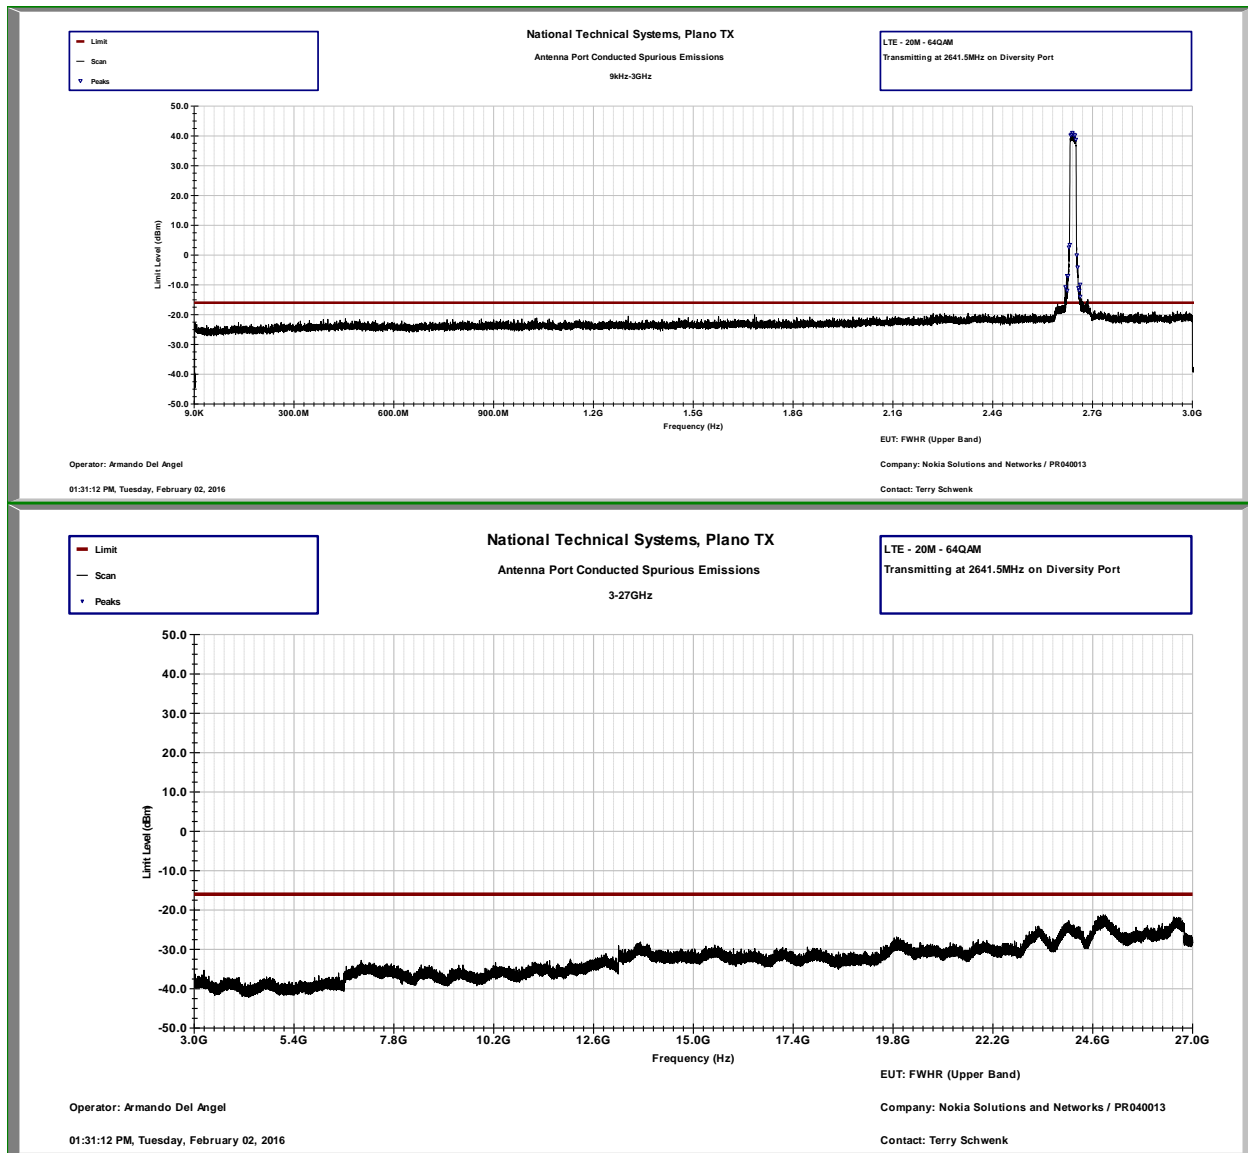 National Technical Systems, Plano TX
Antenna Port Conducted Spurious Emissions
9kHz-3GHz
Limit
Scan
Peaks
LTE - 20M - 64QAM
Transmitting at 2641.5MHz on Diversity Port
50.0
40.0
30.0
20.0
10.0
0
-10.0
-20.0
-30.0
-40.0
-50.0
Limit Level (dBm)
9.0K 300.0M 600.0M 900.0M 1.2G 1.5G 1.8G 2.1G 2.4G 2.7G 3.0G
Frequency (Hz)
EUT: FWHR (Upper Band)
Operator: Armando Del Angel
Company: Nokia Solutions and Networks / PR040013
01:31:12 PM, Tuesday, February 02, 2016
Contact: Terry Schwenk
National Technical Systems, Plano TX
Antenna Port Conducted Spurious Emissions
3-27GHz
Limit
Scan
Peaks
LTE - 20M - 64QAM
Transmitting at 2641.5MHz on Diversity Port
50.0
40.0
30.0
20.0
10.0
0
-10.0
-20.0
-30.0
-40.0
-50.0
Limit Level (dBm)
3.0G 5.4G 7.8G 10.2G 12.6G 15.0G 17.4G 19.8G 22.2G 24.6G 27.0G
Frequency (Hz)
EUT: FWHR (Upper Band)
Operator: Armando Del Angel
Company: Nokia Solutions and Networks / PR040013
01:31:12 PM, Tuesday, February 02, 2016
Contact: Terry Schwenk